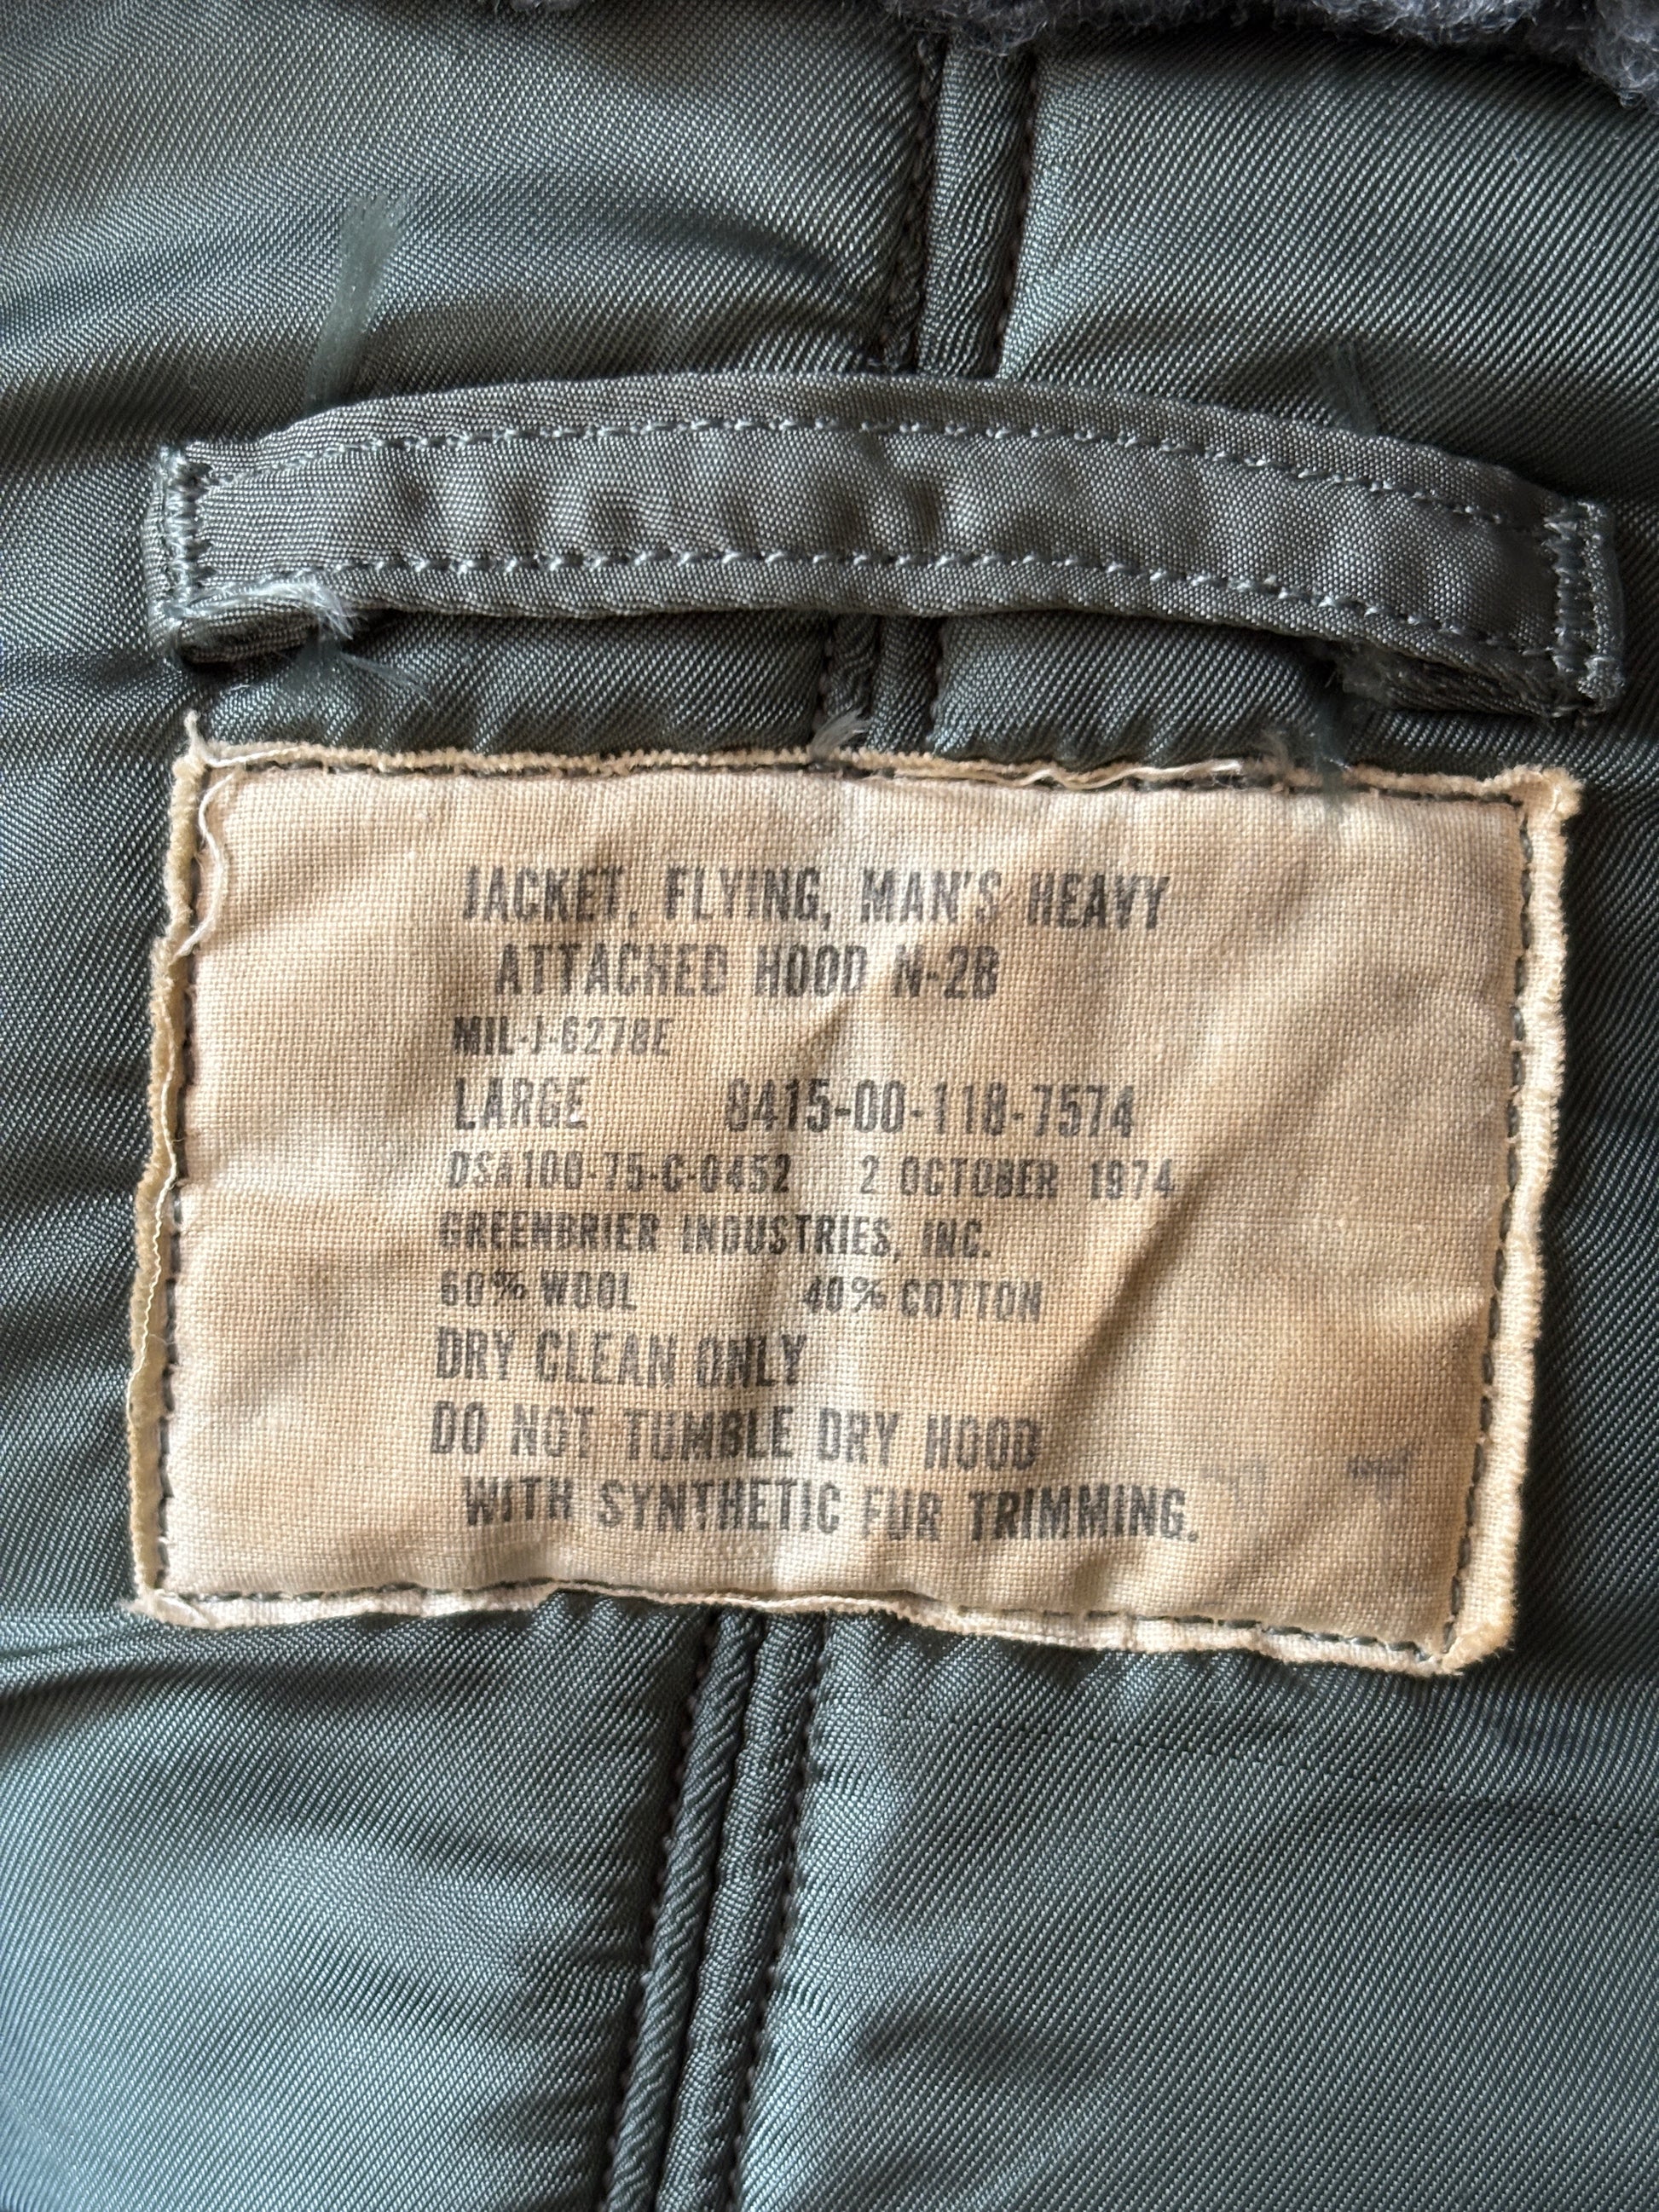 JACKET, FLYING, MAN'S HEAVY
ATTACHED HOOD N-2B
MIL-J-6278E
LARGE 8415-00-118-7574
DSA100-75-C-0452 2 OCTOBER 1974
GREENBRIER INDUSTRIES, INC.
60% WOOL 40% COTTON
DRY CLEAN ONLY
DO NOT TUMBLE DRY HOOD
WITH SYNTHETIC FUR TRIMMING.